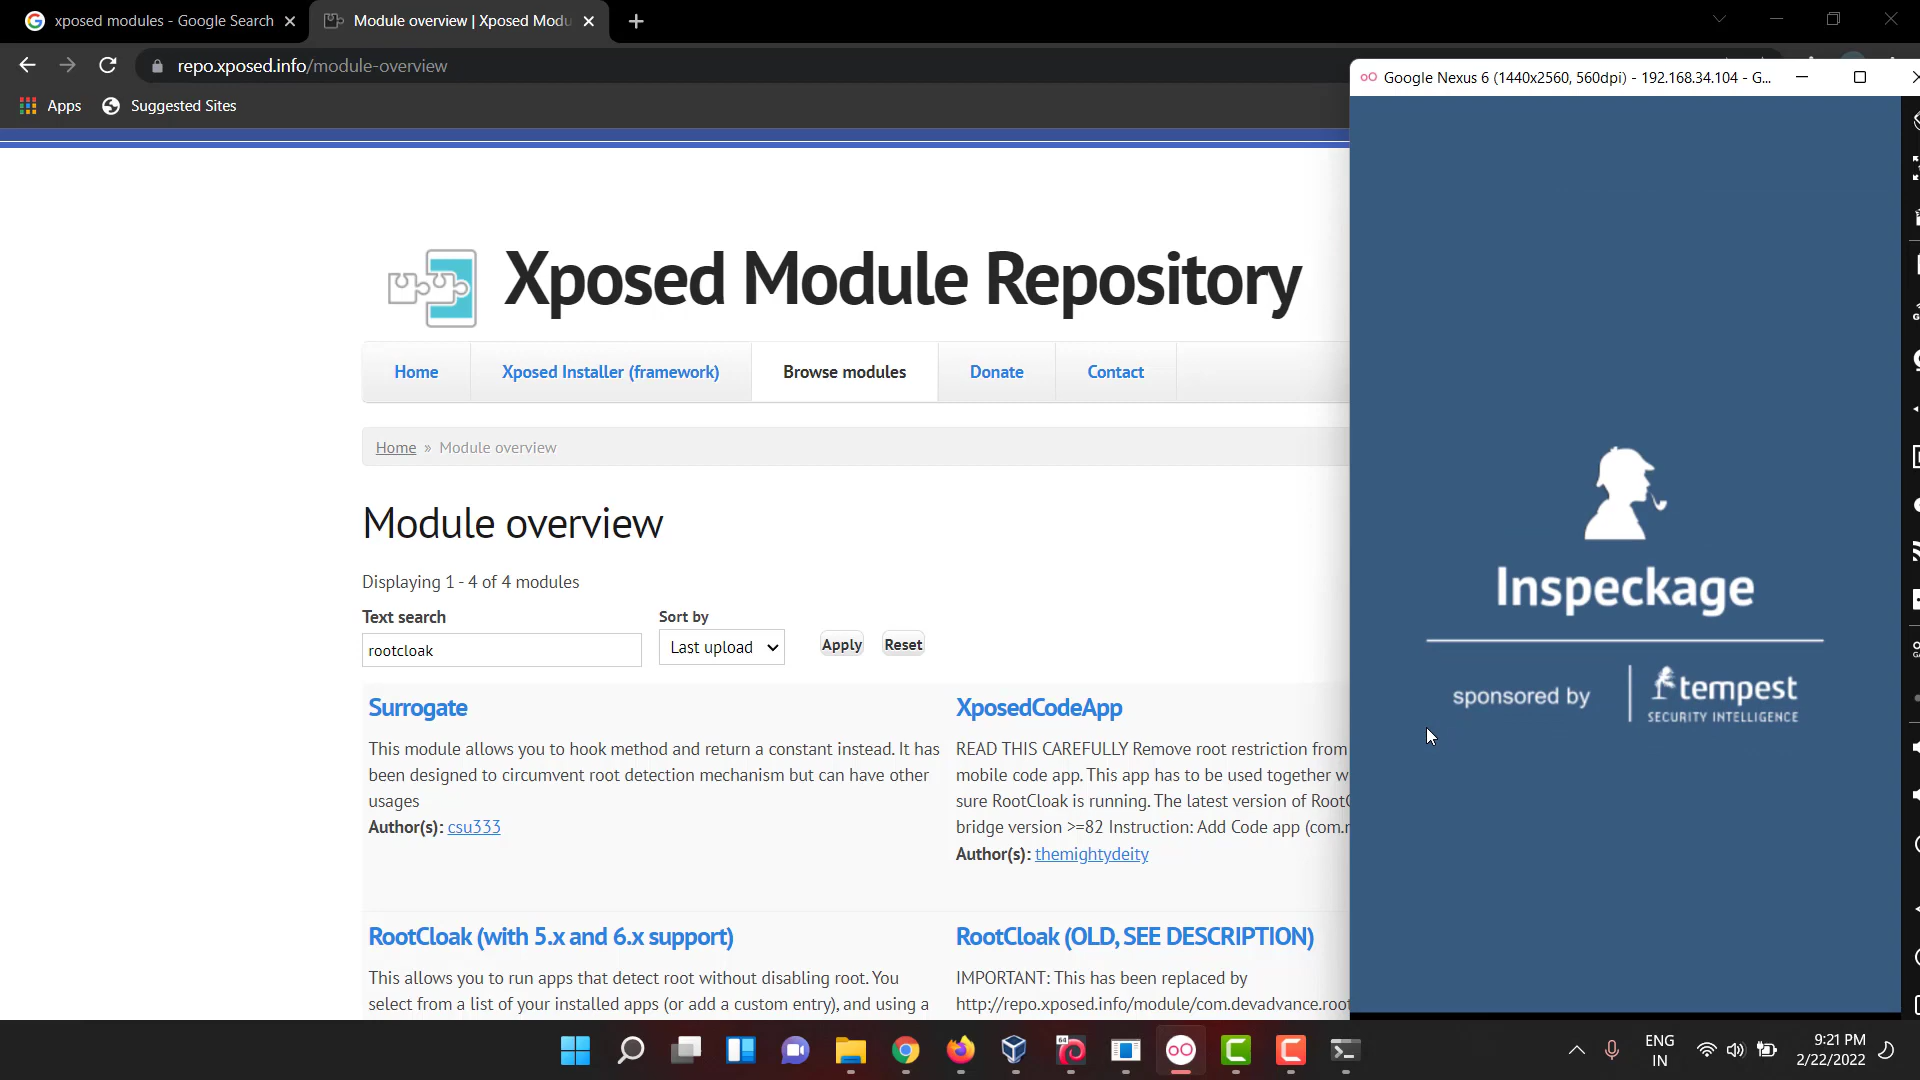 xposed modules - Google Search
Module overview | Xposed Modu
repo.xposed.info/module-overview
Apps
Suggested Sites
Xposed Module Repository
Home
Xposed Installer (framework)
Browse modules
Donate
Contact
Home » Module overview
Module overview
Displaying 1 - 4 of 4 modules
Text search
Sort by
rootcloak
Last upload
Apply
Reset
Surrogate
This module allows you to hook method and return a constant instead. It has
been designed to circumvent root detection mechanism but can have other
usages
Author(s): csu333
XposedCodeApp
READ THIS CAREFULLY Remove root restriction from
mobile code app. This app has to be used together w
sure RootCloak is running. The latest version of Root
bridge version >=82 Instruction: Add Code app (com.r
Author(s): themightydeity
RootCloak (with 5.x and 6.x support)
This allows you to run apps that detect root without disabling root. You
select from a list of your installed apps (or add a custom entry), and using a
RootCloak (OLD, SEE DESCRIPTION)
IMPORTANT: This has been replaced by
http://repo.xposed.info/module/com.devadvance.root
Google Nexus 6 (1440x2560, 560dpi) - 192.168.34.104 - G...
Inspeckage
sponsored by
tempest
SECURITY INTELLIGENCE
64
ENG
IN
9:21 PM
2/22/2022